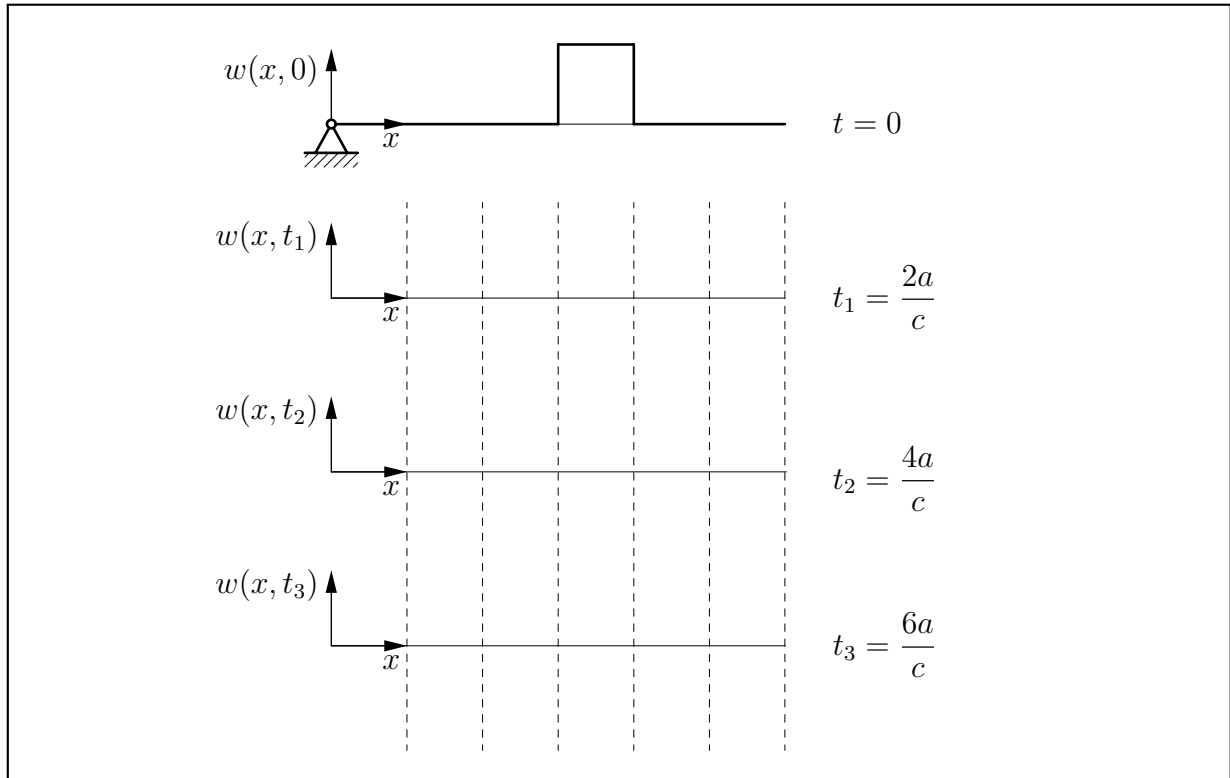 w(x, 0)
x
t = 0
w(x, t₁)
x
t₁ = 2a/c
w(x, t₂)
x
t₂ = 4a/c
w(x, t₃)
x
t₃ = 6a/c